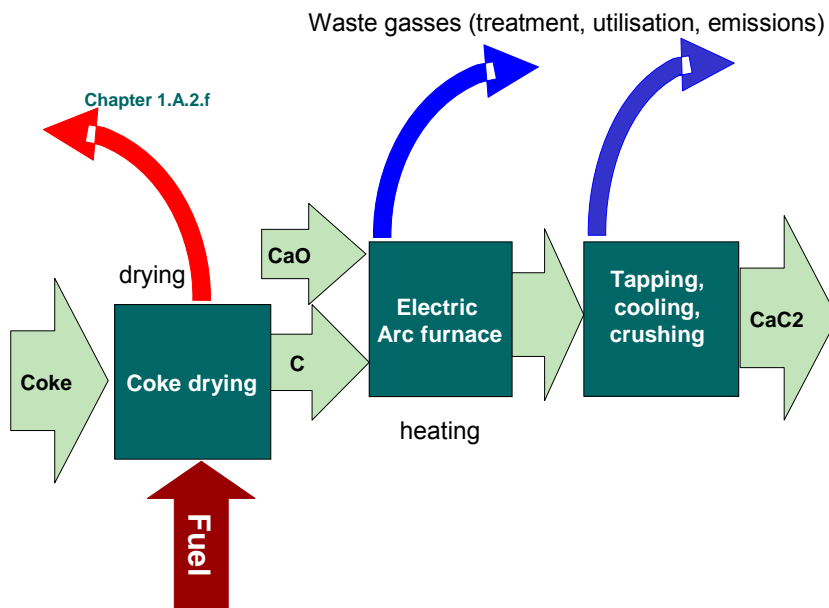 Waste gasses (treatment, utilisation, emissions)
Chapter 1.A.2.f
drying
CaO
Electric
Arc furnace
Tapping,
cooling,
crushing
CaC2
Coke
Coke drying
C
heating
Fuel